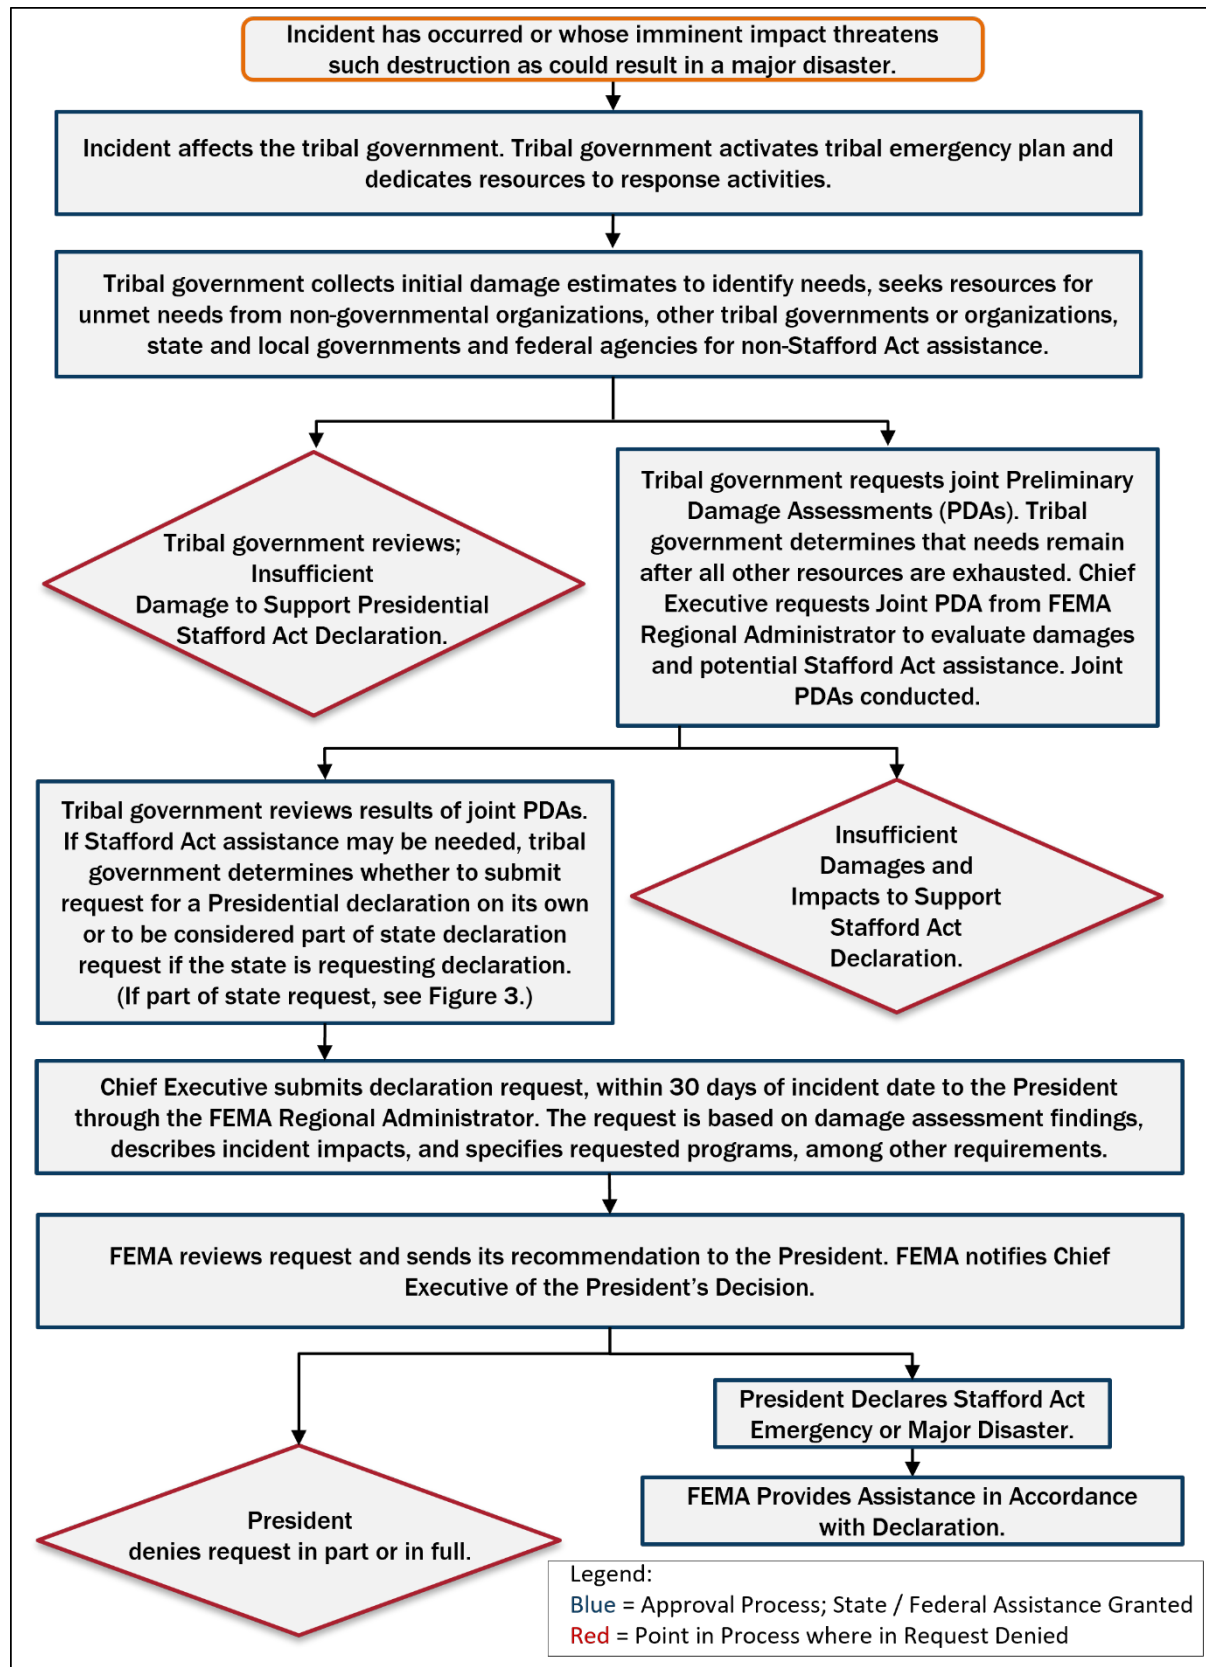 Incident has occurred or whose imminent impact threatens
such destruction as could result in a major disaster.
Incident affects the tribal government. Tribal government activates tribal emergency plan and
dedicates resources to response activities.
Tribal government collects initial damage estimates to identify needs, seeks resources for
unmet needs from non-governmental organizations, other tribal governments or organizations,
state and local governments and federal agencies for non-Stafford Act assistance.
Tribal government reviews;
Insufficient
Damage to Support Presidential
Stafford Act Declaration.
Tribal government requests joint Preliminary
Damage Assessments (PDAs). Tribal
government determines that needs remain
after all other resources are exhausted. Chief
Executive requests Joint PDA from FEMA
Regional Administrator to evaluate damages
and potential Stafford Act assistance. Joint
PDAs conducted.
Tribal government reviews results of joint PDAs.
If Stafford Act assistance may be needed, tribal
government determines whether to submit
request for a Presidential declaration on its own
or to be considered part of state declaration
request if the state is requesting declaration.
(If part of state request, see Figure 3.)
Insufficient
Damages and
Impacts to Support
Stafford Act
Declaration.
Chief Executive submits declaration request, within 30 days of incident date to the President
through the FEMA Regional Administrator. The request is based on damage assessment findings,
describes incident impacts, and specifies requested programs, among other requirements.
FEMA reviews request and sends its recommendation to the President. FEMA notifies Chief
Executive of the President’s Decision.
President
denies request in part or in full.
President Declares Stafford Act
Emergency or Major Disaster.
FEMA Provides Assistance in Accordance
with Declaration.
Legend:
Blue = Approval Process; State / Federal Assistance Granted
Red = Point in Process where in Request Denied